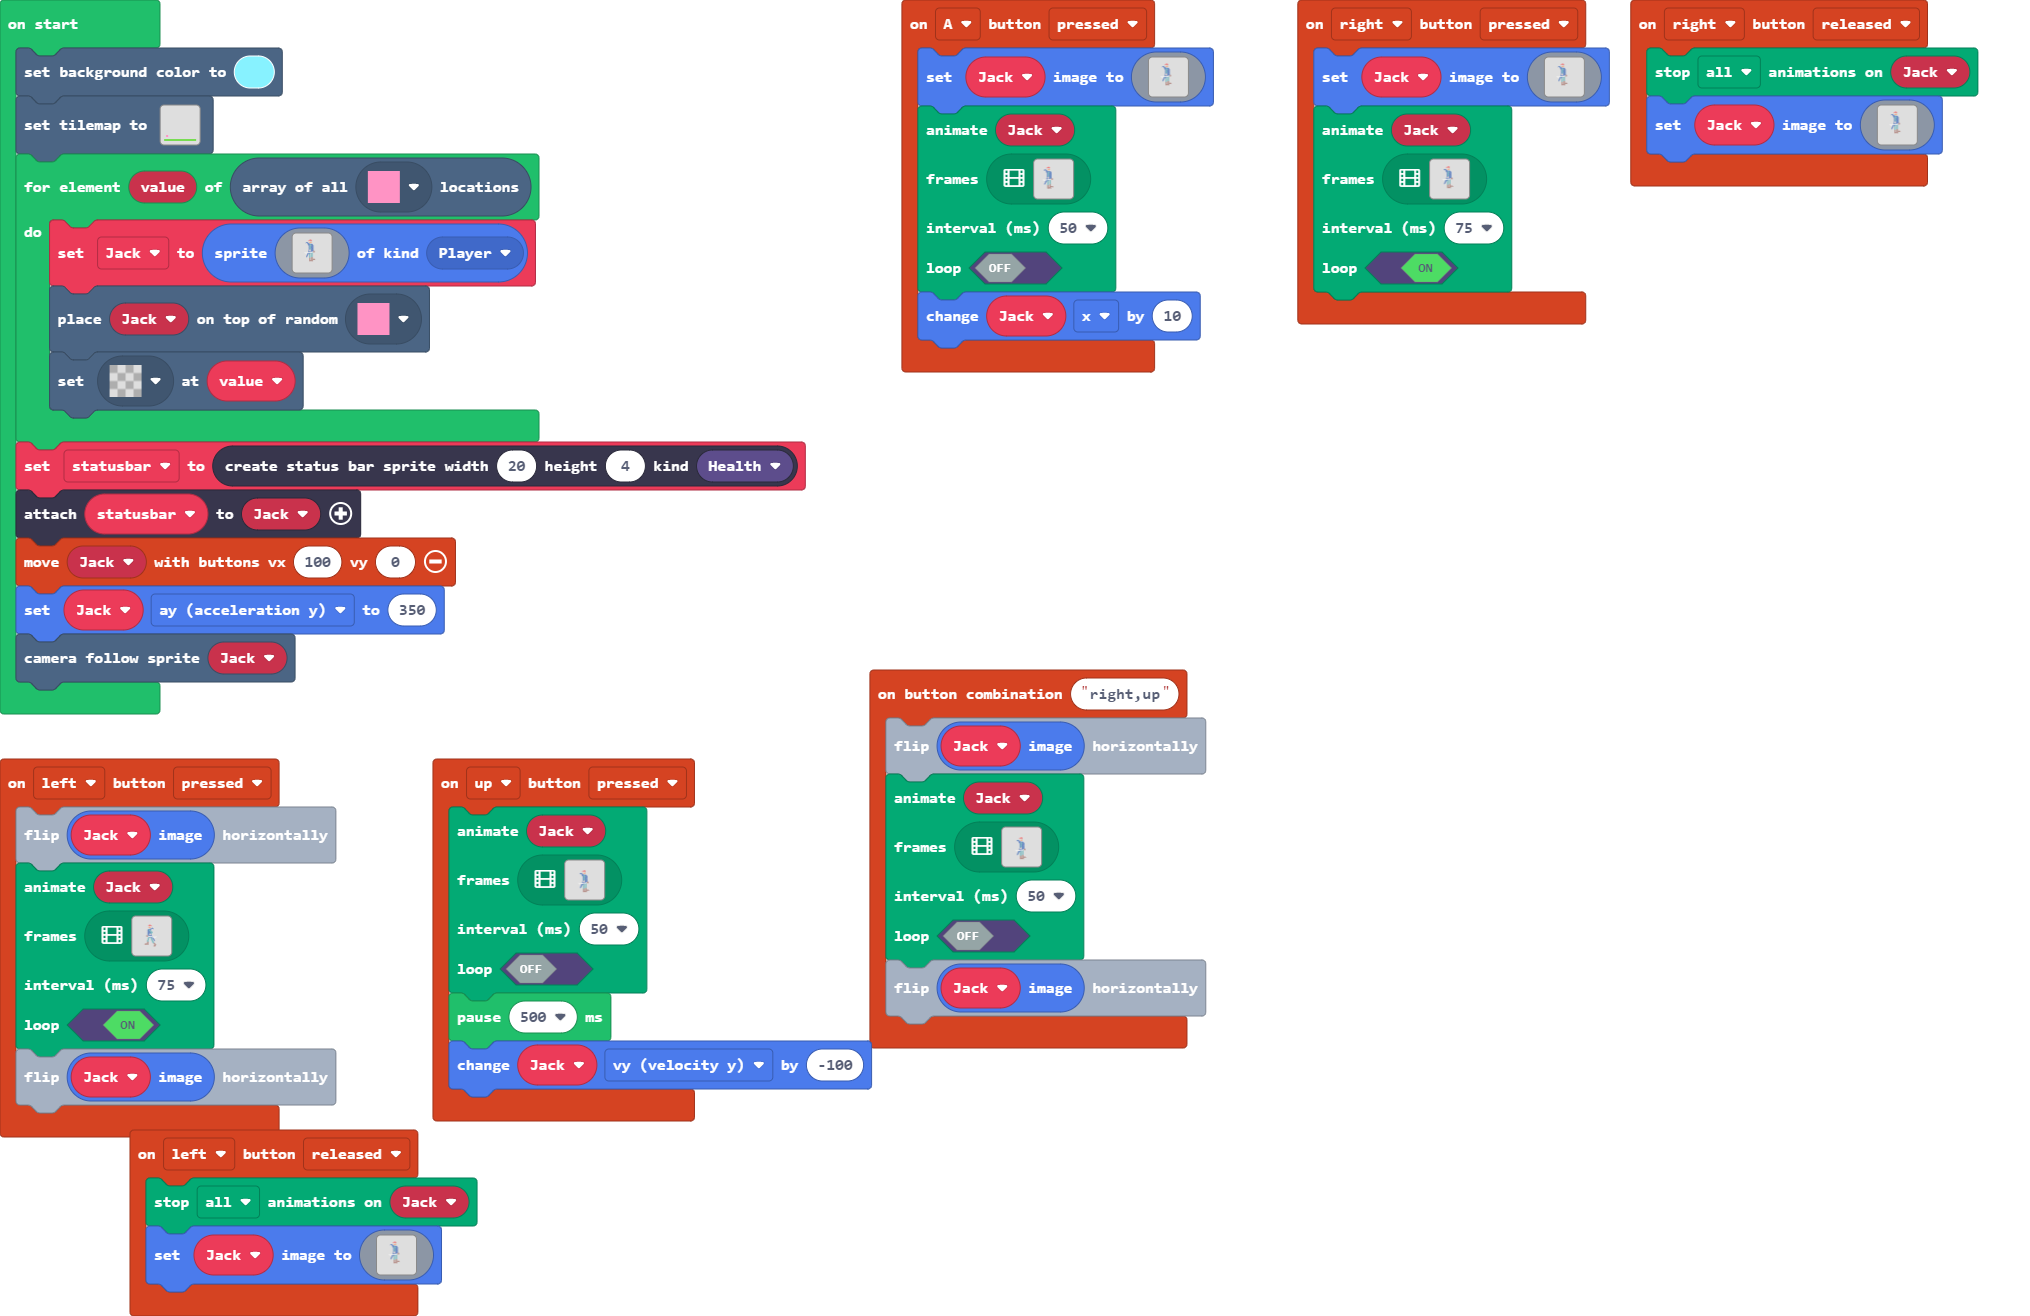 on start
set background color to
set tilemap to
for element value of array of all locations
do
set Jack to sprite of kind Player
place Jack on top of random
set at value
set statusbar to create status bar sprite width 20 height 4 kind Health
attach statusbar to Jack
move Jack with buttons vx 100 vy 0
set Jack ay (acceleration y) to 350
camera follow sprite Jack
on A button pressed
set Jack image to
animate Jack
frames
interval (ms) 50
loop OFF
change Jack x by 10
on right button pressed
set Jack image to
animate Jack
frames
interval (ms) 75
loop ON
on right button released
stop all animations on Jack
set Jack image to
on left button pressed
flip Jack image horizontally
animate Jack
frames
interval (ms) 75
loop ON
flip Jack image horizontally
on up button pressed
animate Jack
frames
interval (ms) 50
loop OFF
pause 500 ms
change Jack vy (velocity y) by -100
on button combination "right,up"
flip Jack image horizontally
animate Jack
frames
interval (ms) 50
loop OFF
flip Jack image horizontally
on left button released
stop all animations on Jack
set Jack image to